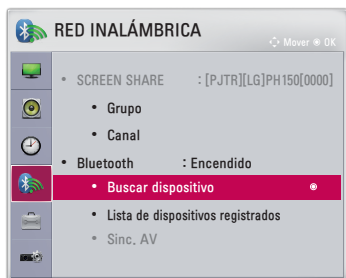 RED INALÁMBRICA
Mover OK
• SCREEN SHARE : [PJTR][LG]PH150[0000]
• Grupo
• Canal
• Bluetooth : Encendido
• Buscar dispositivo
• Lista de dispositivos registrados
• Sinc. AV